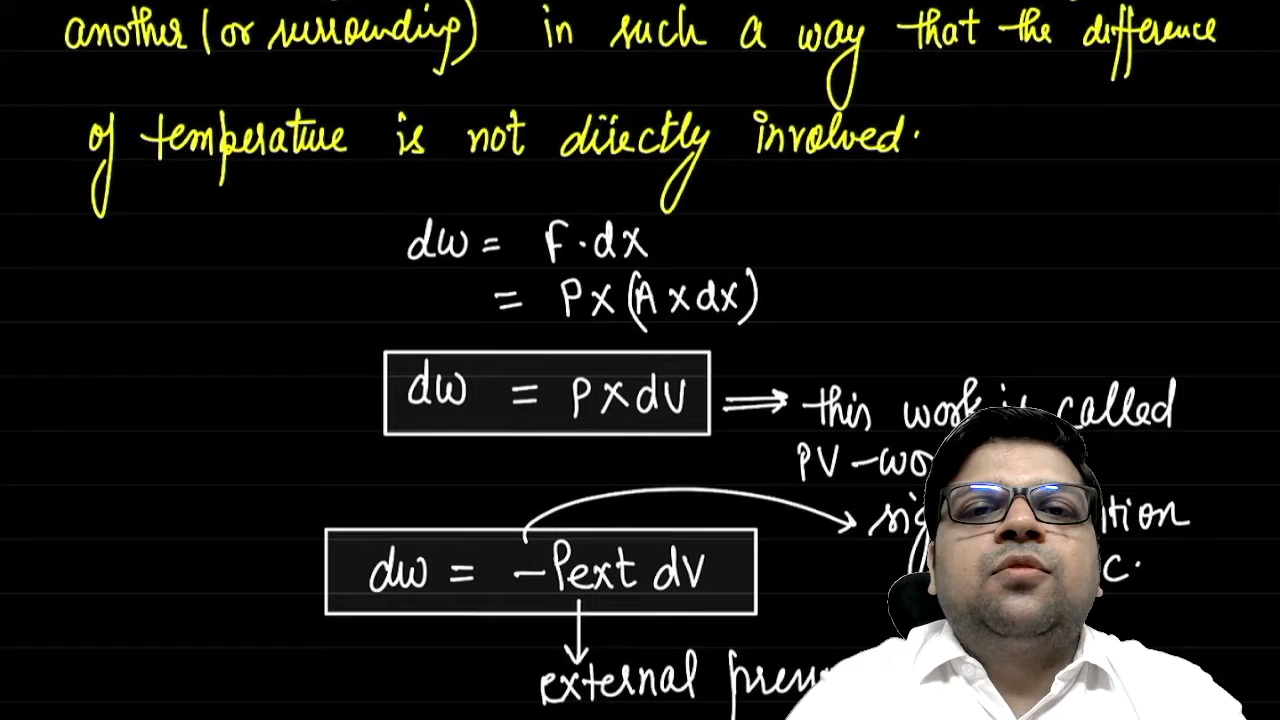 another (or surrounding) in such a way that the difference
of temperature is not directly involved.
dw = F.dx
= P x (A x dx)
dw = P x dV ⟹ this work is called
PV -wo
dw = -Pext dV
external